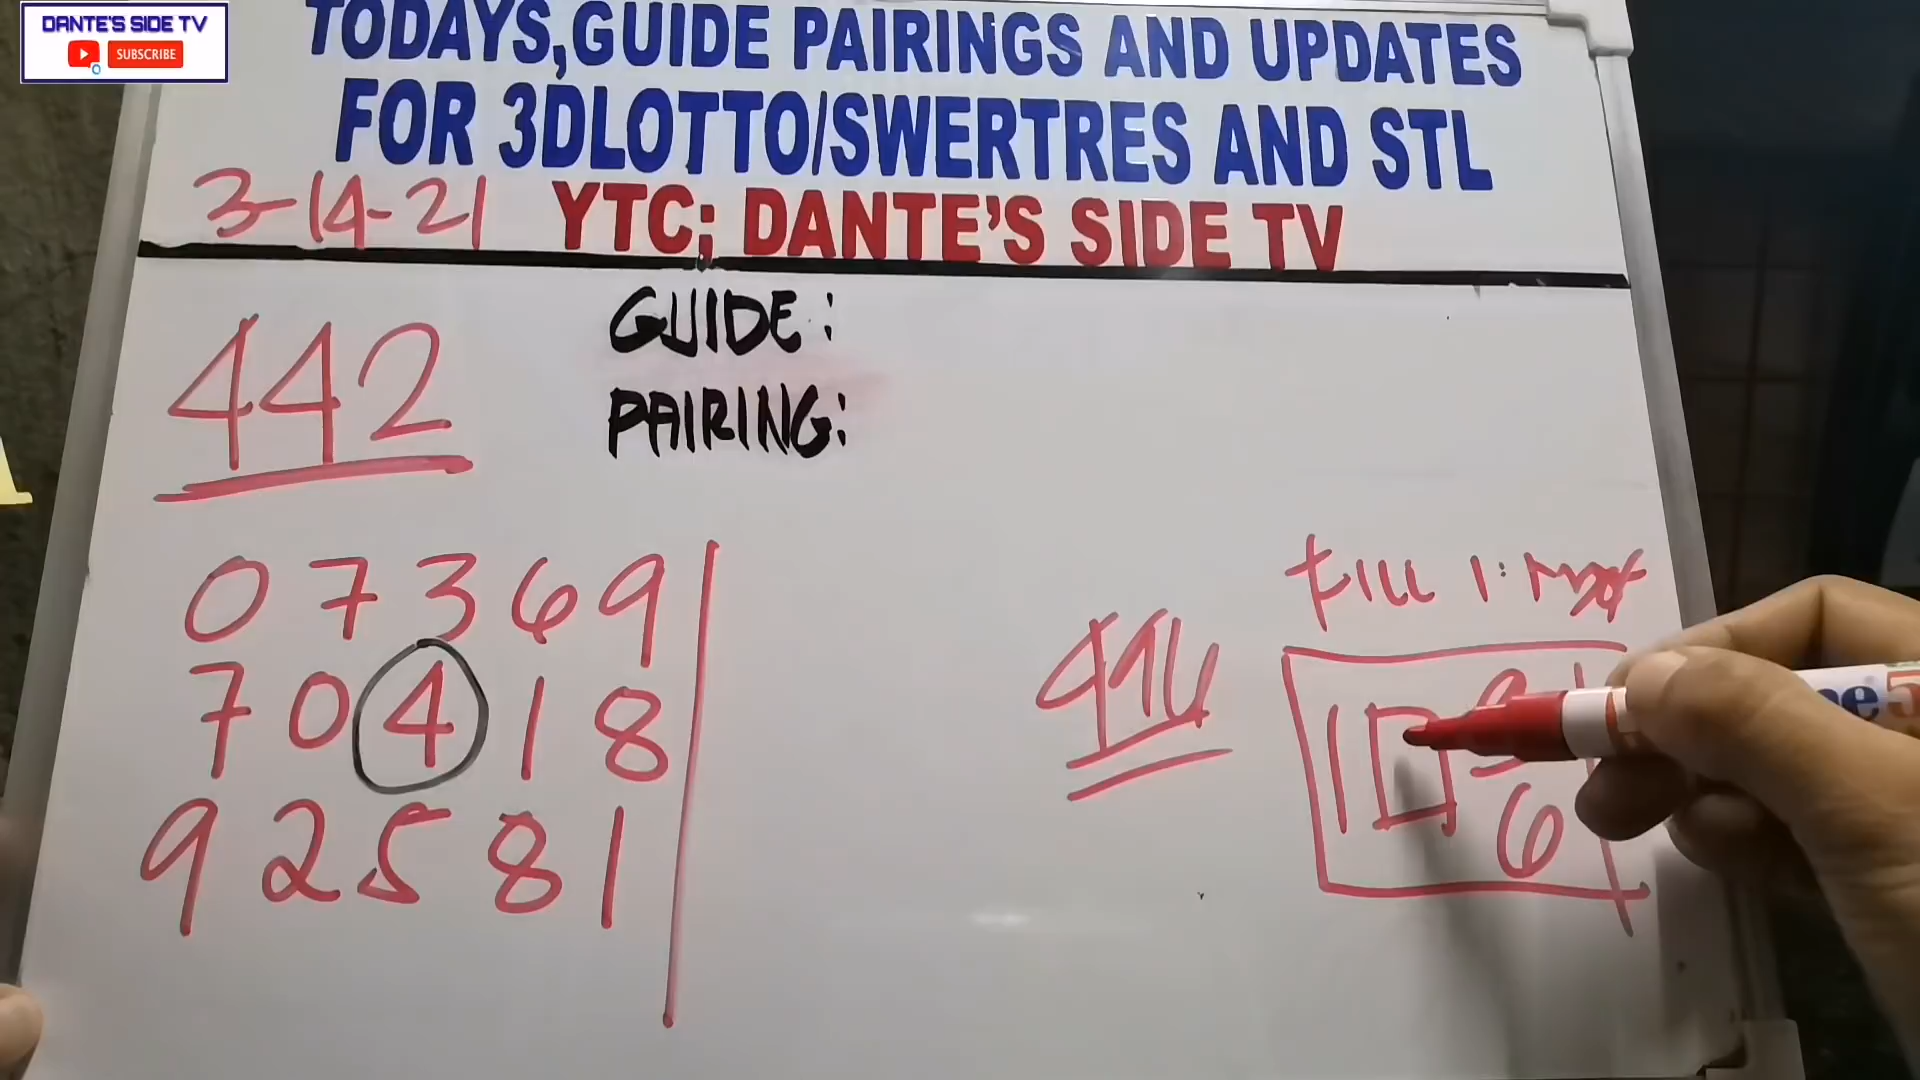 DANTE'S SIDE TV
SUBSCRIBE
TODAYS,GUIDE PAIRINGS AND UPDATES
FOR 3DLOTTO/SWERTRES AND STL
3-14-21 YTC; DANTE'S SIDE TV
442
GUIDE:
PAIRING:
0 7 3 6 9
7 0 4 1 8
9 2 5 8 1
1
6